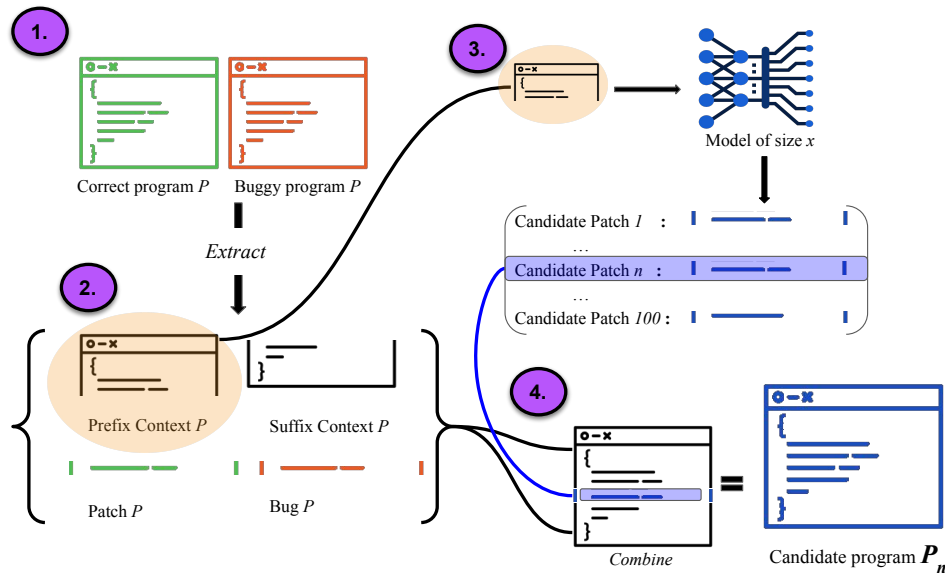 1.
Correct program P
Buggy program P
Extract
2.
Prefix Context P
Suffix Context P
Patch P
Bug P
3.
Model of size x
Candidate Patch 1 :
...
Candidate Patch n :
...
Candidate Patch 100 :
4.
Combine
=
Candidate program Pn